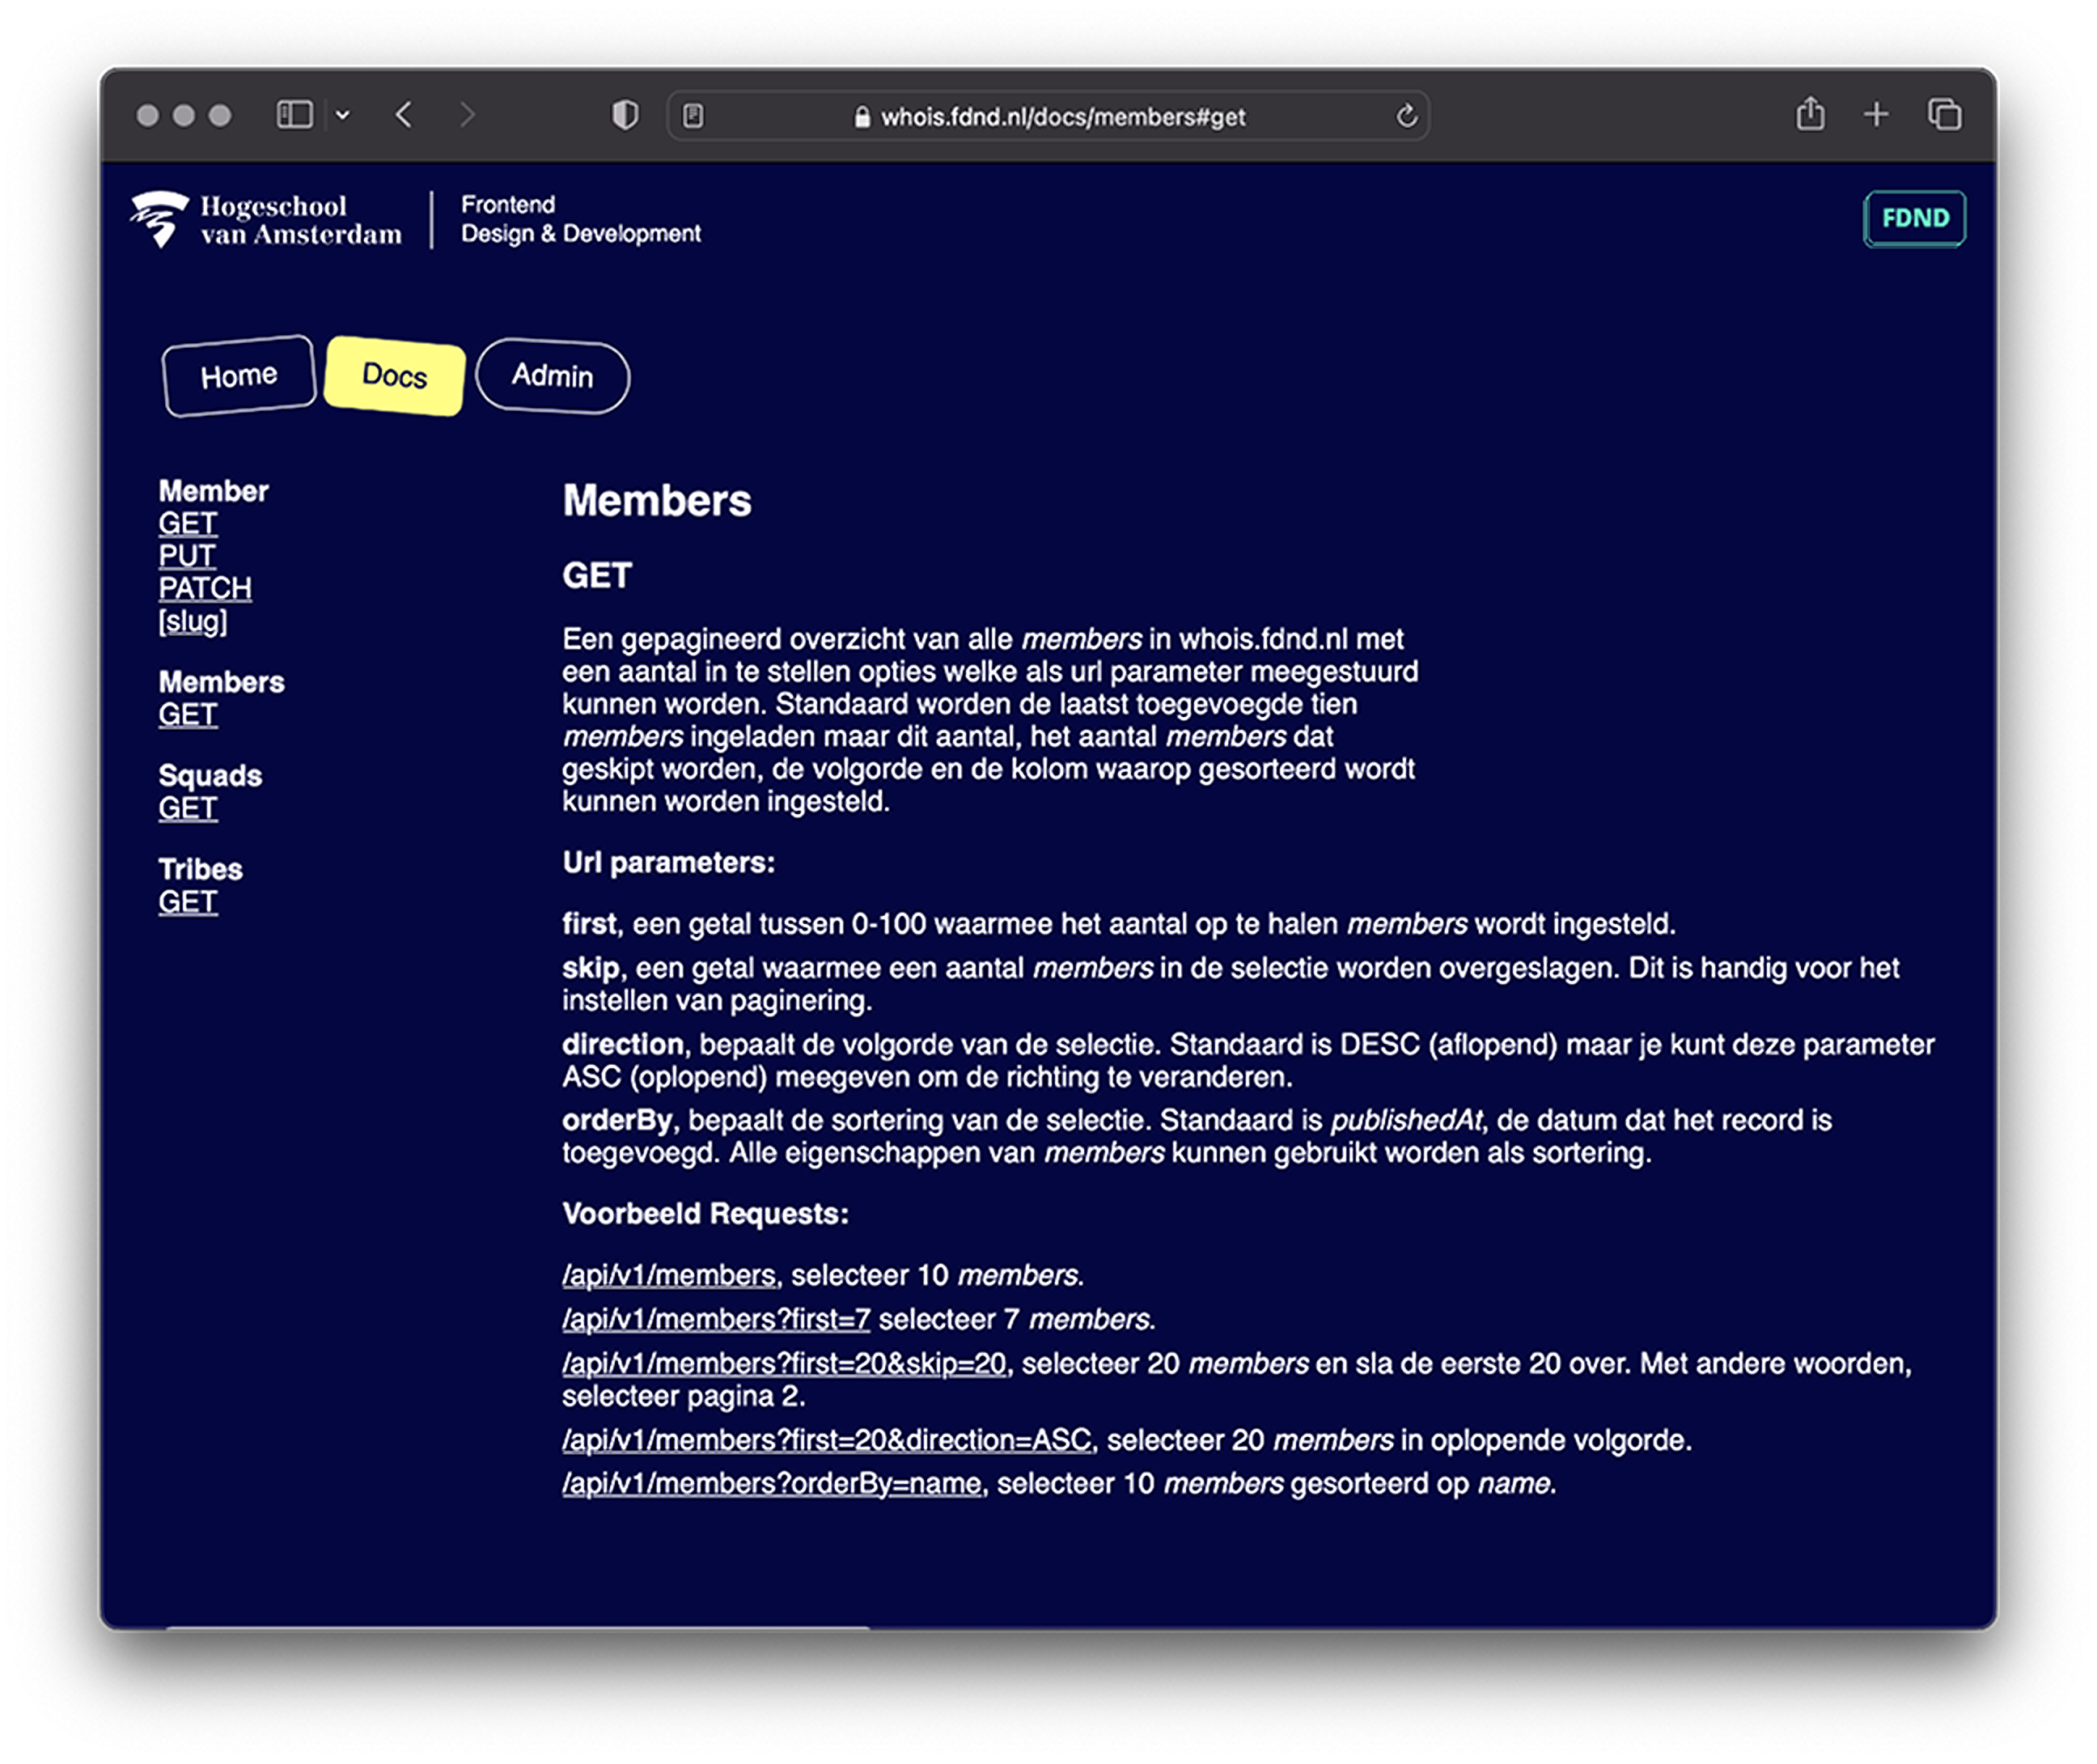 whois.fdnd.nl/docs/members#get
Hogeschool
van Amsterdam
Frontend
Design & Development
FDND
Home
Docs
Admin
Member
GET
PUT
PATCH
[slug]
Members
GET
Squads
GET
Tribes
GET
Members
GET
Een gepagineerd overzicht van alle members in whois.fdnd.nl met
een aantal in te stellen opties welke als url parameter meegestuurd
kunnen worden. Standaard worden de laatst toegevoegde tien
members ingeladen maar dit aantal, het aantal members dat
geskipt worden, de volgorde en de kolom waarop gesorteerd wordt
kunnen worden ingesteld.
Url parameters:
first, een getal tussen 0-100 waarmee het aantal op te halen members wordt ingesteld.
skip, een getal waarmee een aantal members in de selectie worden overgeslagen. Dit is handig voor het
instellen van paginering.
direction, bepaalt de volgorde van de selectie. Standaard is DESC (aflopend) maar je kunt deze parameter
ASC (oplopend) meegeven om de richting te veranderen.
orderBy, bepaalt de sortering van de selectie. Standaard is publishedAt, de datum dat het record is
toegevoegd. Alle eigenschappen van members kunnen gebruikt worden als sortering.
Voorbeeld Requests:
/api/v1/members, selecteer 10 members.
/api/v1/members?first=7 selecteer 7 members.
/api/v1/members?first=20&skip=20, selecteer 20 members en sla de eerste 20 over. Met andere woorden,
selecteer pagina 2.
/api/v1/members?first=20&direction=ASC, selecteer 20 members in oplopende volgorde.
/api/v1/members?orderBy=name, selecteer 10 members gesorteerd op name.